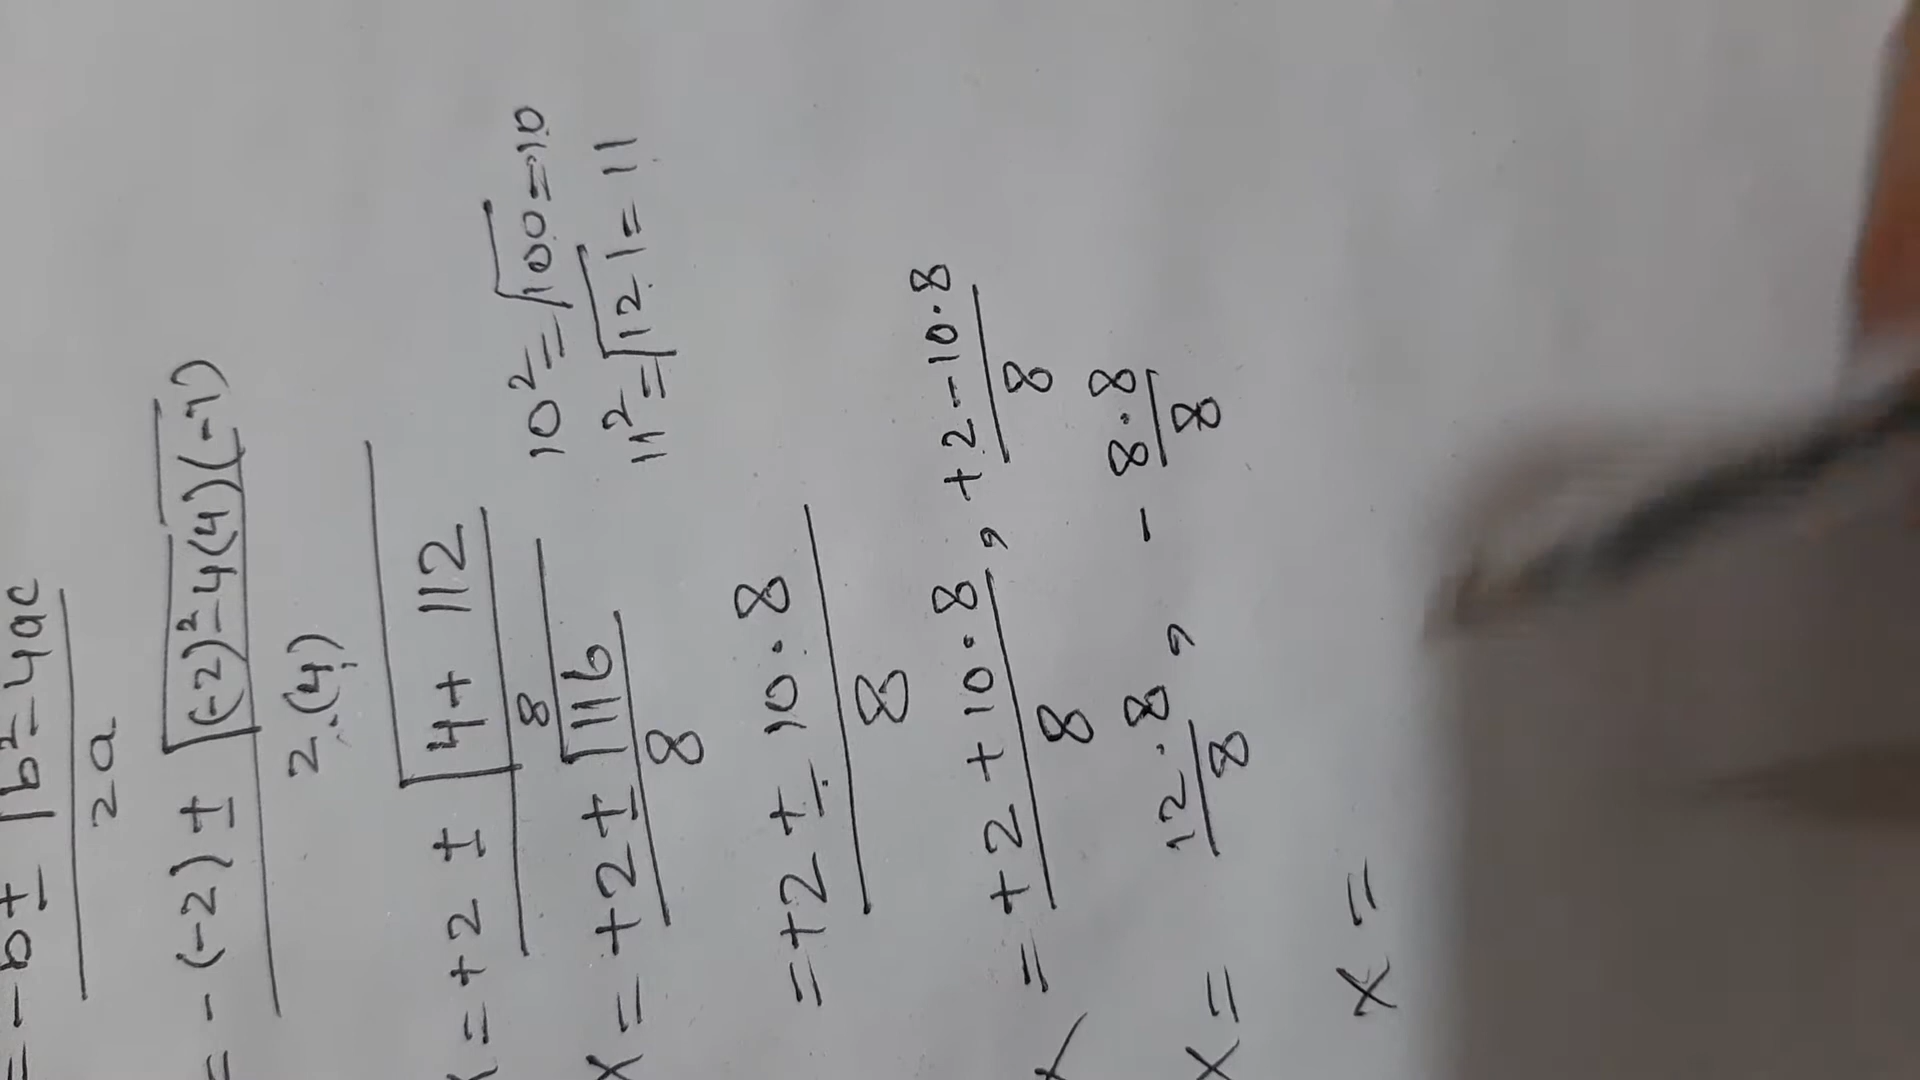 = -b ± √b²-4ac
2a
= -(-2) ± √(-2)²-4(4)(-7)
2.(4)
x = +2 ± √4+ 112
8
10² = √100 = 10
x = +2 ± √116
8
11² = √121 = 11
= +2 ± 10.8
8
x = +2 + 10.8, +2 - 10.8
8 8
x = 12.8, - 8.8
8 8
x =